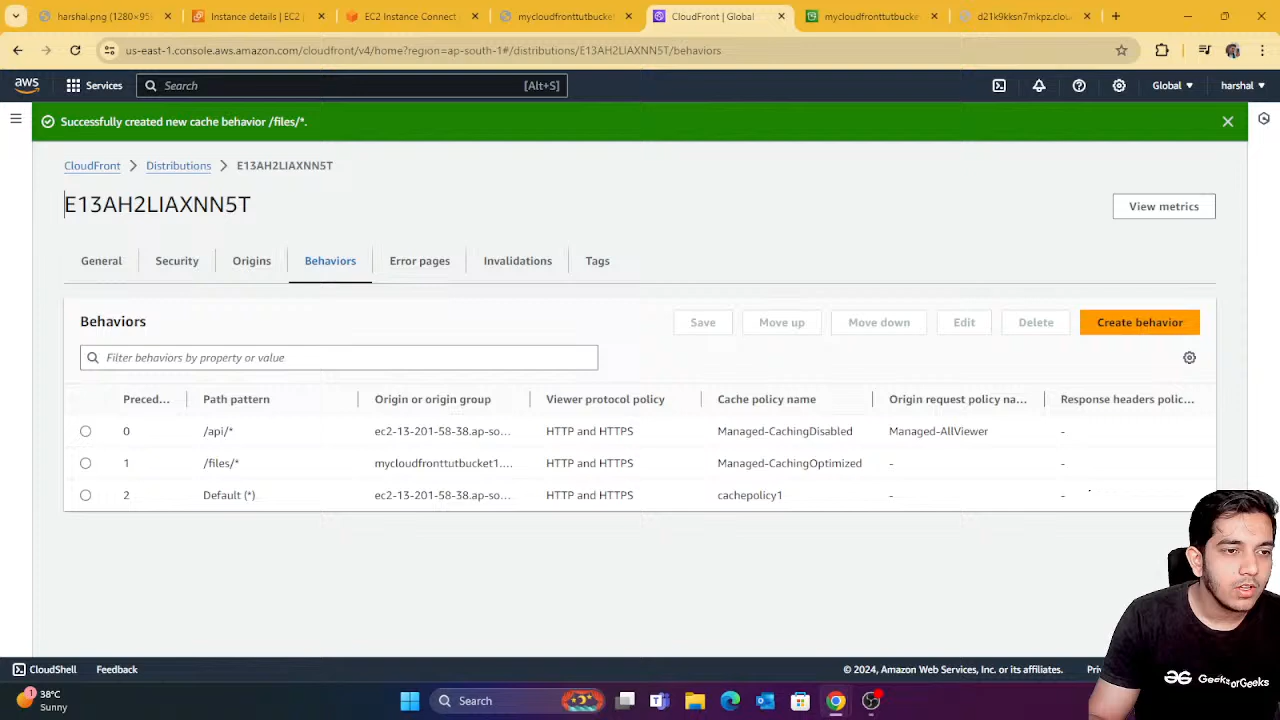 harshal.png (1280×95
Instance details | EC2 |
EC2 Instance Connect
mycloudfronttutbucket
CloudFront | Global
mycloudfronttutbucke
d21k9kksn7mkpz.clou
us-east-1.console.aws.amazon.com/cloudfront/v4/home?region=ap-south-1#/distributions/E13AH2LIAXNN5T/behaviors
aws
Services
Search
[Alt+S]
Global
harshal
Successfully created new cache behavior /files/*.
CloudFront
Distributions
E13AH2LIAXNN5T
E13AH2LIAXNN5T
View metrics
General
Security
Origins
Behaviors
Error pages
Invalidations
Tags
Behaviors
Save
Move up
Move down
Edit
Delete
Create behavior
Filter behaviors by property or value
Preced...
Path pattern
Origin or origin group
Viewer protocol policy
Cache policy name
Origin request policy na...
Response headers polic...
0 /api/* ec2-13-201-58-38.ap-so... HTTP and HTTPS Managed-CachingDisabled Managed-AllViewer -
1 /files/* mycloudfronttutbucket1.... HTTP and HTTPS Managed-CachingOptimized - -
2 Default (*) ec2-13-201-58-38.ap-so... HTTP and HTTPS cachepolicy1 - -
GeeksforGeeks
CloudShell
Feedback
© 2024, Amazon Web Services, Inc. or its affiliates.
Pri
1
38°C
Sunny
Search